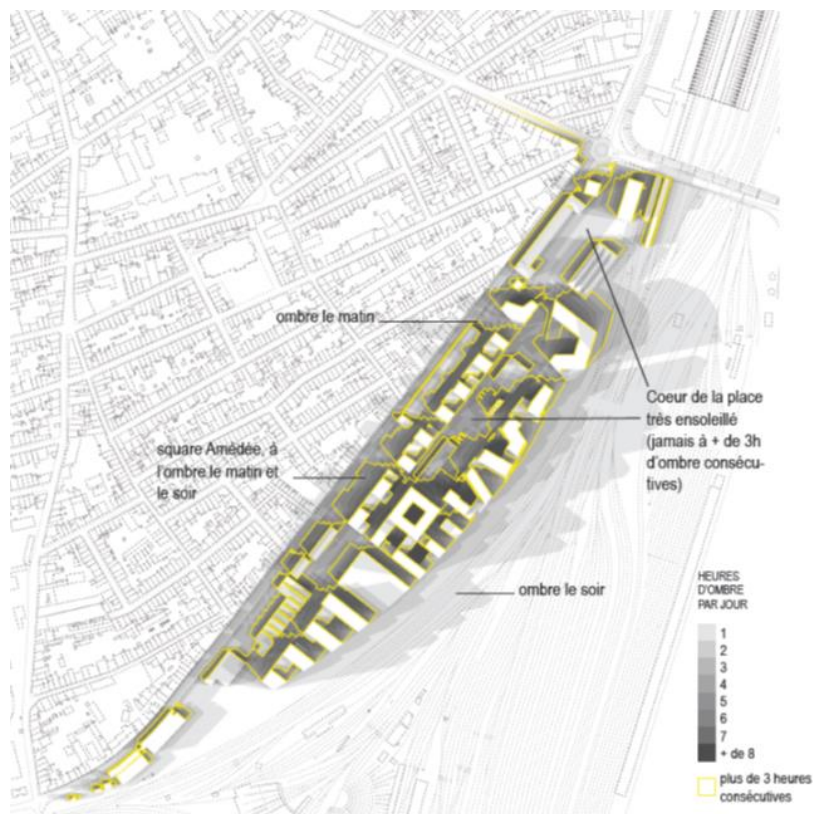 ombre le matin
Coeur de la place
très ensoleillé
(jamais à + de 3h
d'ombre consécu-
tives)
square Amédée, à
l'ombre le matin et
le soir
ombre le soir
HEURES
D'OMBRE
PAR JOUR
1
2
3
4
5
6
7
+ de 8
plus de 3 heures
consécutives